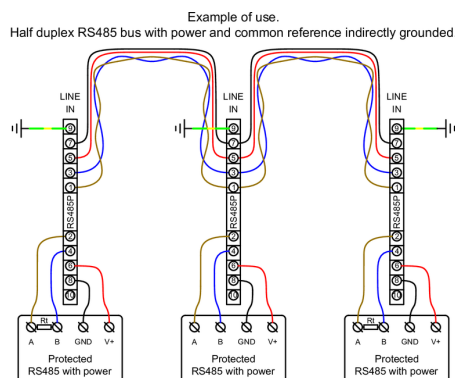 Example of use.
Half duplex RS485 bus with power and common reference indirectly grounded
LINE
IN
LINE
IN
LINE
IN
9
7
5
3
1
RS485P
2
4
6
8
10
9
7
5
3
1
RS485P
2
4
6
8
10
9
7
5
3
1
RS485P
2
4
6
8
10
Rt
A B GND V+
Protected
RS485 with power
A B GND V+
Protected
RS485 with power
Rt
A B GND V+
Protected
RS485 with power